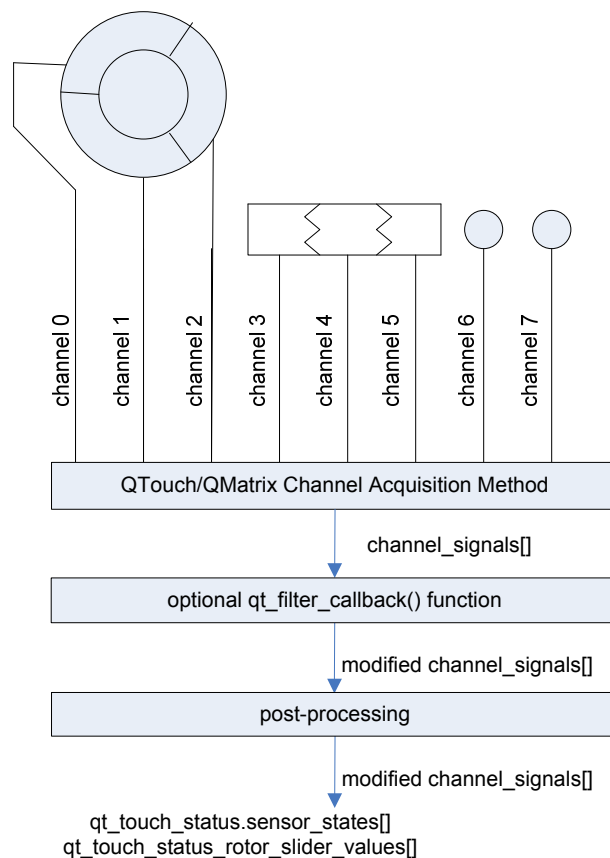 channel 0
channel 1
channel 2
channel 3
channel 4
channel 5
channel 6
channel 7
QTouch/QMatrix Channel Acquisition Method
channel_signals[]
optional qt_filter_callback() function
modified channel_signals[]
post-processing
modified channel_signals[]
qt_touch_status.sensor_states[]
qt_touch_status_rotor_slider_values[]